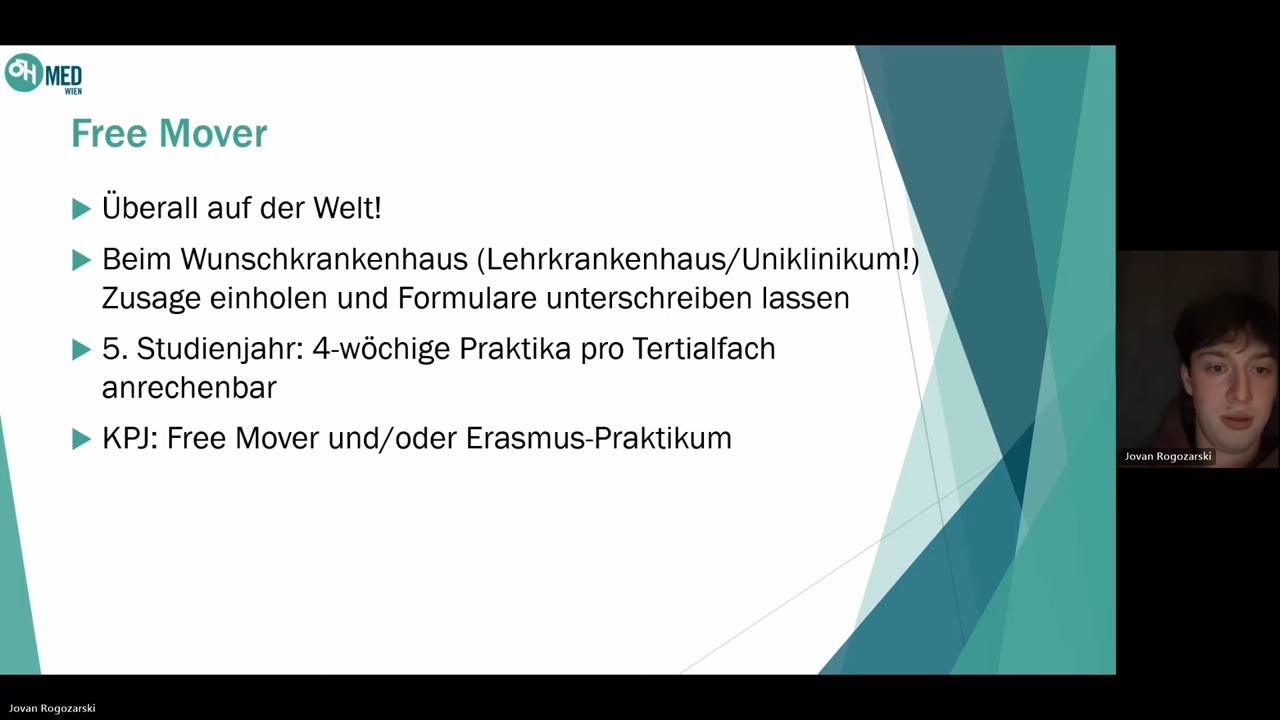 ÖH MED
WIEN
Free Mover
Überall auf der Welt!
Beim Wunschkrankenhaus (Lehrkrankenhaus/Uniklinikum!)
Zusage einholen und Formulare unterschreiben lassen
5. Studienjahr: 4-wöchige Praktika pro Tertialfach
anrechenbar
KPJ: Free Mover und/oder Erasmus-Praktikum
Jovan Rogozarski
Jovan Rogozarski